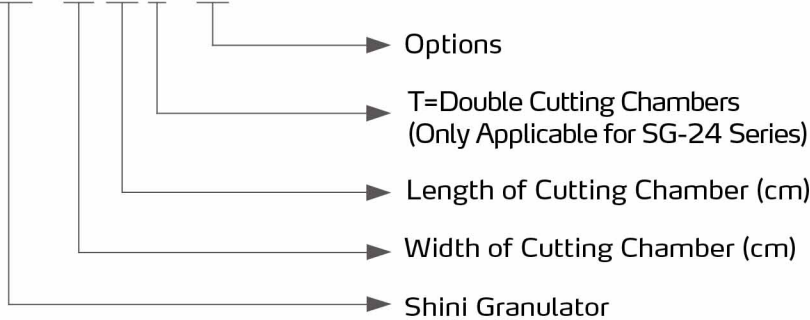 Options
T=Double Cutting Chambers
(Only Applicable for SG-24 Series)
Length of Cutting Chamber (cm)
Width of Cutting Chamber (cm)
Shini Granulator